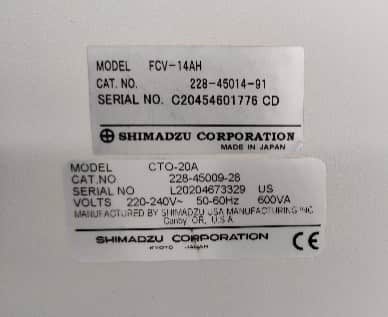 MODEL FCV-14AH
CAT. NO. 228-45014-91
SERIAL NO. C20454601776 CD
SHIMADZU CORPORATION
MADE IN JAPAN
MODEL CTO-20A
CAT.NO 228-45009-28
SERIAL NO L20204673329 US
VOLTS 220-240V~ 50-60Hz 600VA
MANUFACTURED BY SHIMADZU USA MANUFACTURING INC
Canby OR, U.S.A.
SHIMADZU CORPORATION
KYOTO JAPAN
CE